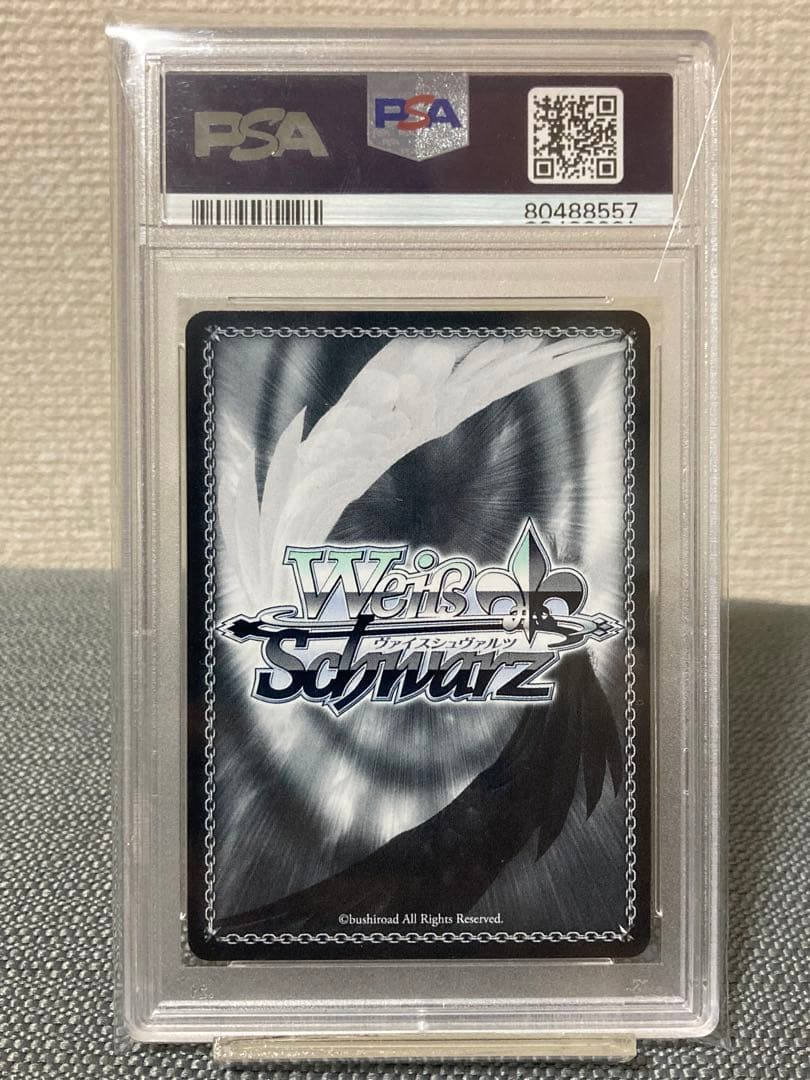 PSA
PSA
80488557
Weiß
ヴァイスシュヴァルツ
Schwarz
©bushiroad All Rights Reserved.